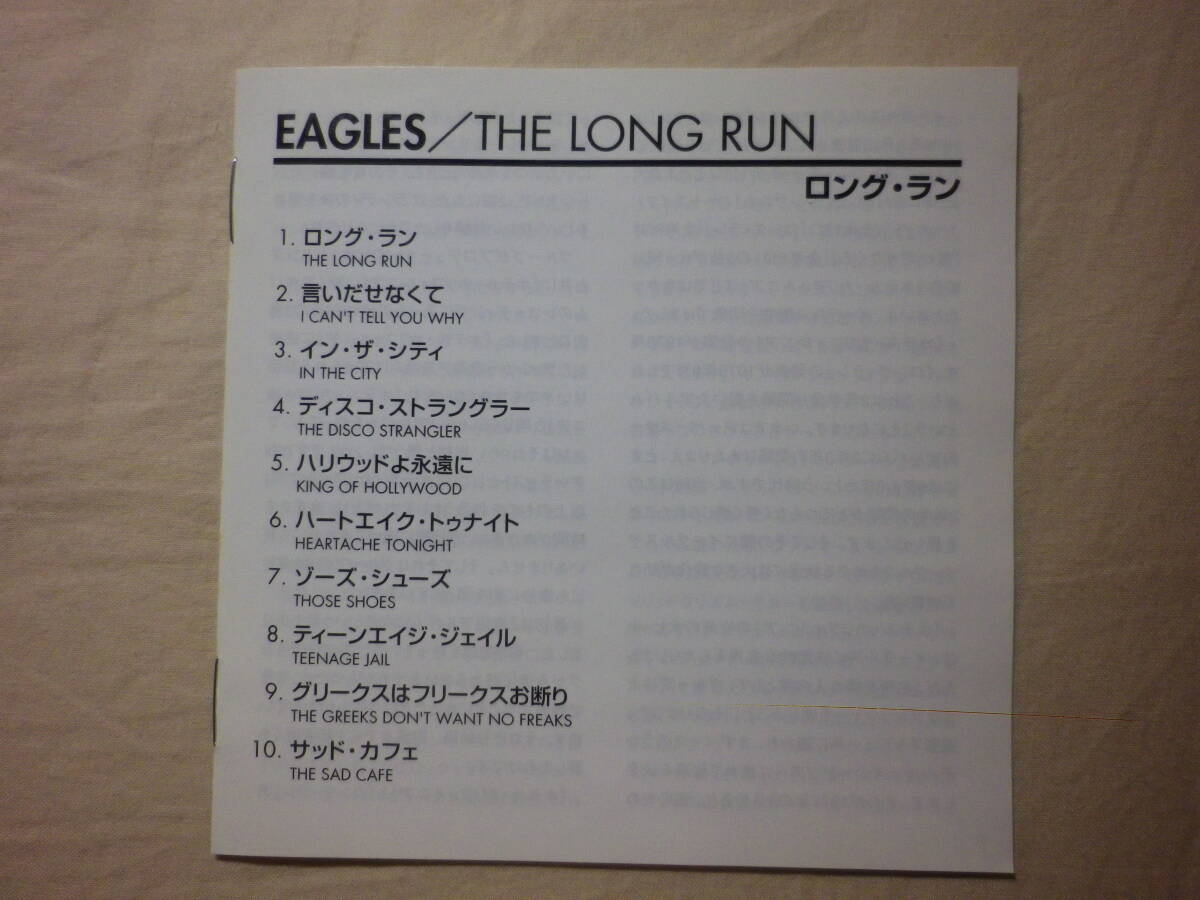 EAGLES／THE LONG RUN
ロング・ラン
1. ロング・ラン
THE LONG RUN
2. 言いだせなくて
I CAN'T TELL YOU WHY
3. イン・ザ・シティ
IN THE CITY
4. ディスコ・ストラングラー
THE DISCO STRANGLER
5. ハリウッドよ永遠に
KING OF HOLLYWOOD
6. ハートエイク・トゥナイト
HEARTACHE TONIGHT
7. ゾーズ・シューズ
THOSE SHOES
8. ティーンエイジ・ジェイル
TEENAGE JAIL
9. グリークスはフリークスお断り
THE GREEKS DON'T WANT NO FREAKS
10. サッド・カフェ
THE SAD CAFE